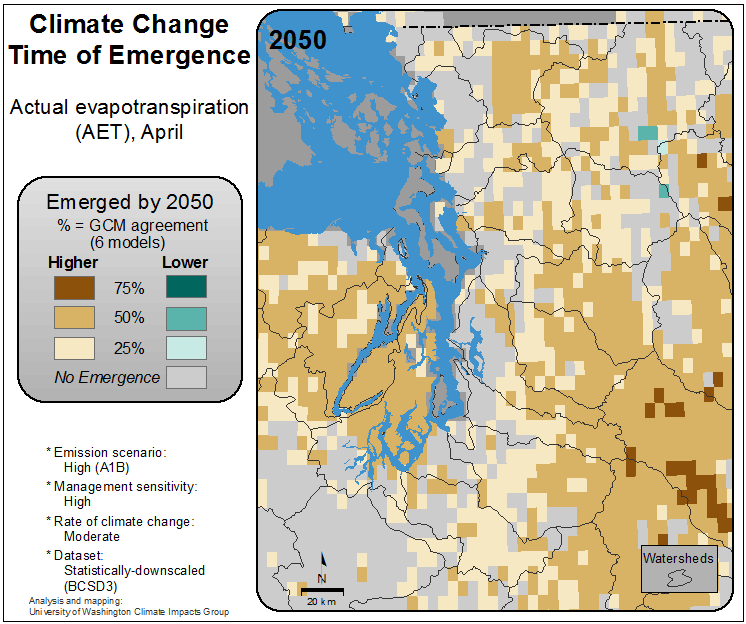 Climate Change
Time of Emergence
Actual evapotranspiration
(AET), April
Emerged by 2050
% = GCM agreement
(6 models)
Higher Lower
75%
50%
25%
No Emergence
* Emission scenario:
High (A1B)
* Management sensitivity:
High
* Rate of climate change:
Moderate
* Dataset:
Statistically-downscaled
(BCSD3)
Analysis and mapping:
University of Washington Climate Impacts Group
2050
N
20 km
Watersheds